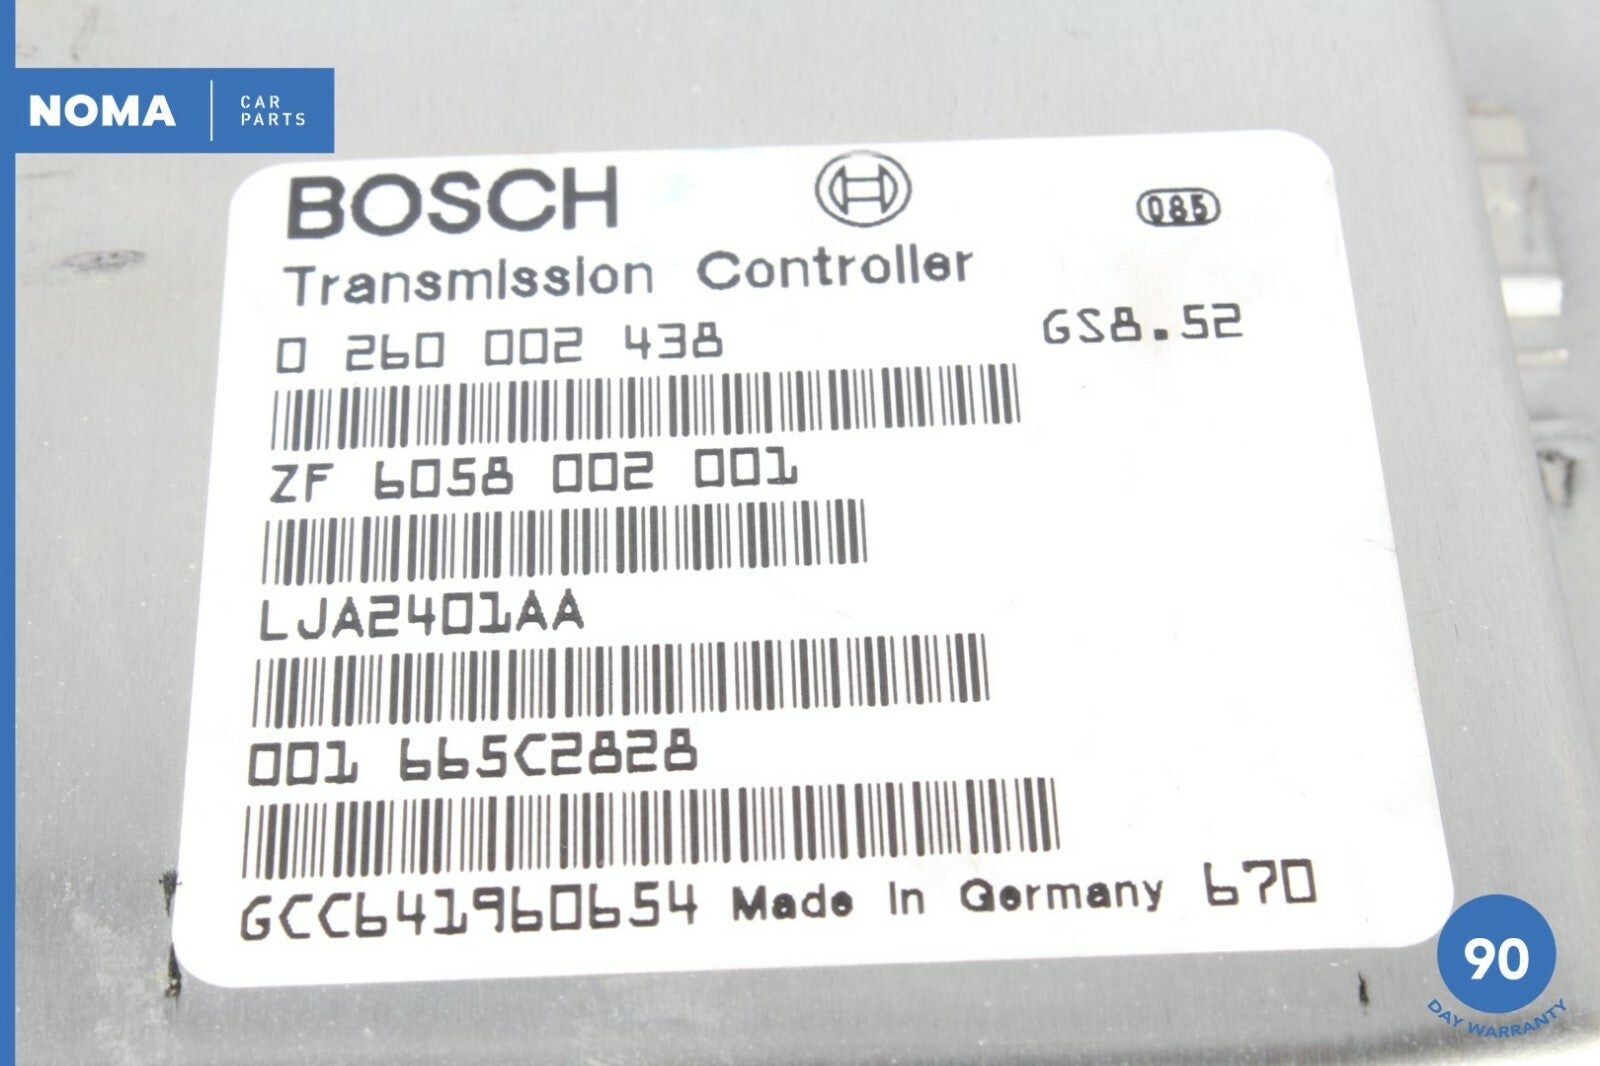 NOMA CAR PARTS
BOSCH 085
Transmission Controller
0 260 002 438 GS8.52
ZF 6058 002 001
LJA2401AA
001 665C2828
GCC641960654 Made In Germany 670
90
DAY WARRANTY